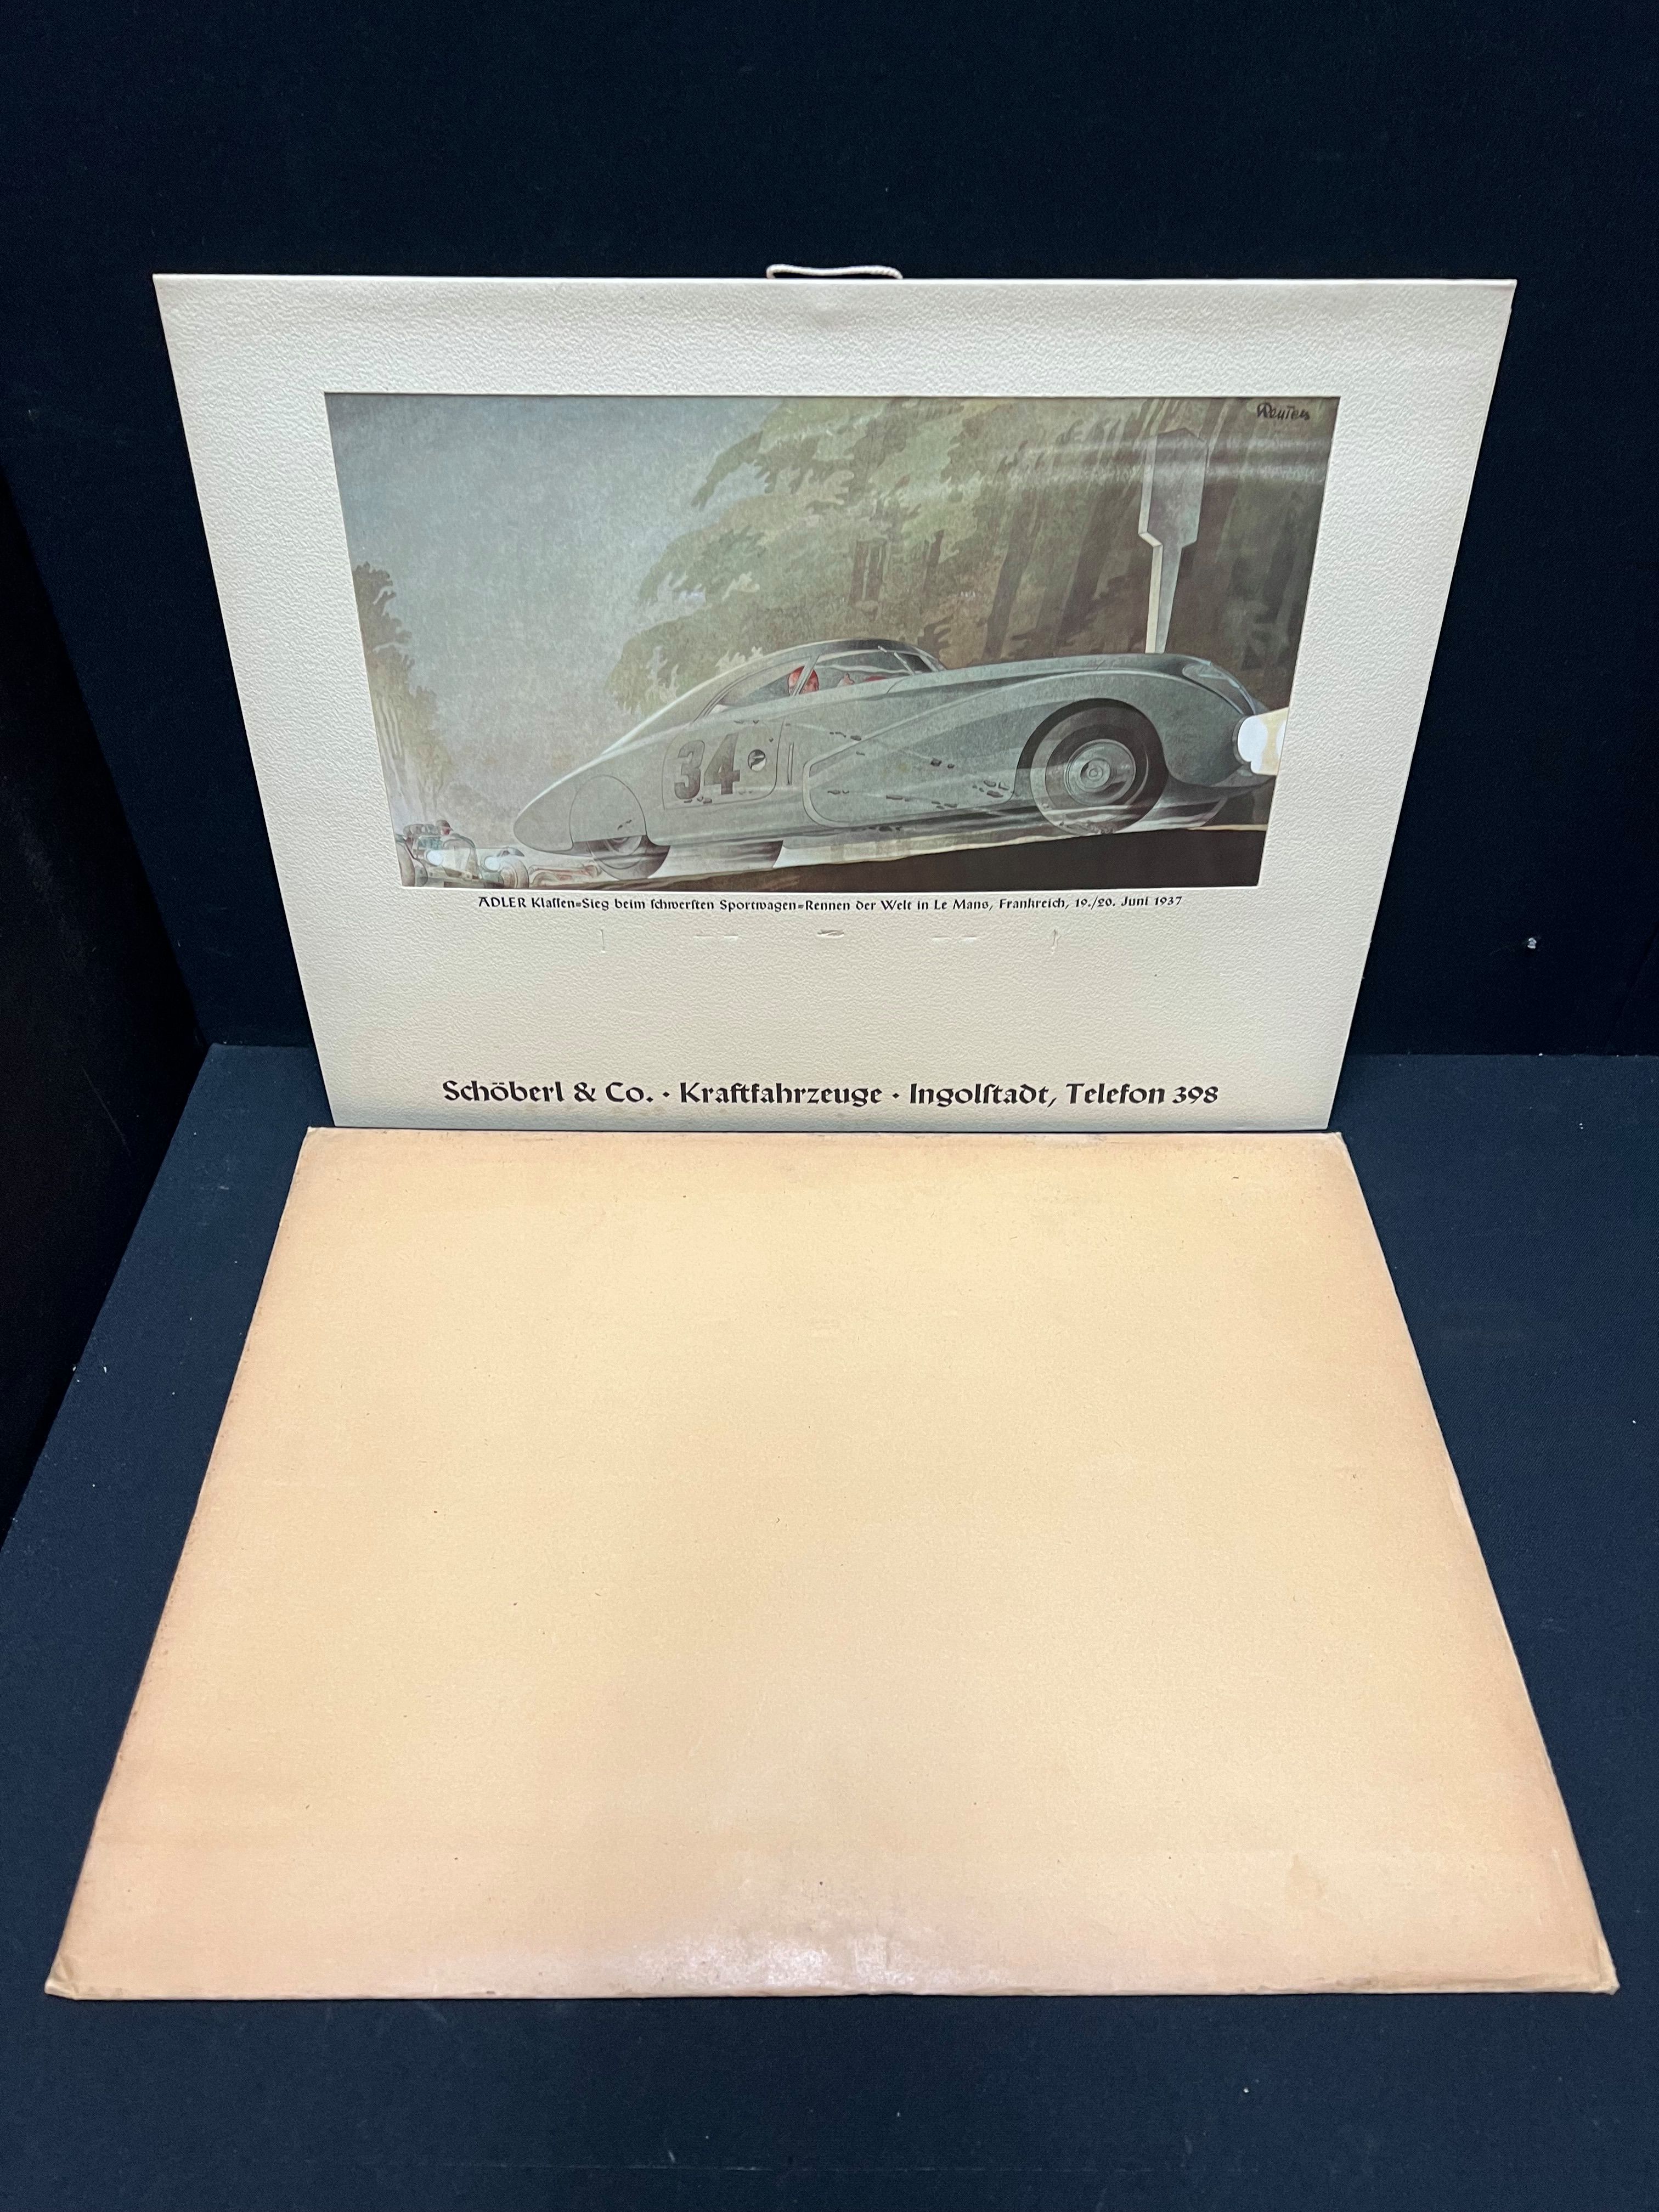 Reuters
34
ADLER Klaſſen=Sieg beim ſchwerſten Sportwagen=Rennen der Welt in Le Mans, Frankreich, 19./20. Juni 1937
Schöberl & Co. · Kraftfahrzeuge · Ingolſtadt, Telefon 398